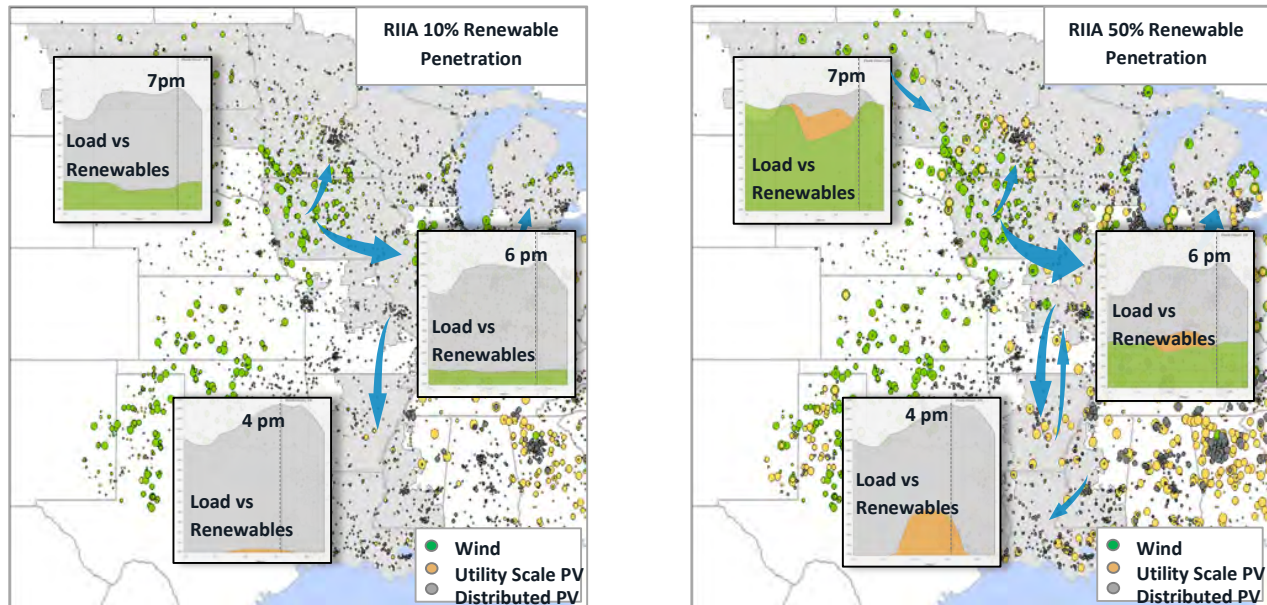 RIIA 10% Renewable
Penetration
7pm
Load vs
Renewables
6 pm
Load vs
Renewables
4 pm
Load vs
Renewables
Wind
Utility Scale PV
Distributed PV
RIIA 50% Renewable
Penetration
7pm
Load vs
Renewables
6 pm
Load vs
Renewables
4 pm
Load vs
Renewables
Wind
Utility Scale PV
Distributed PV